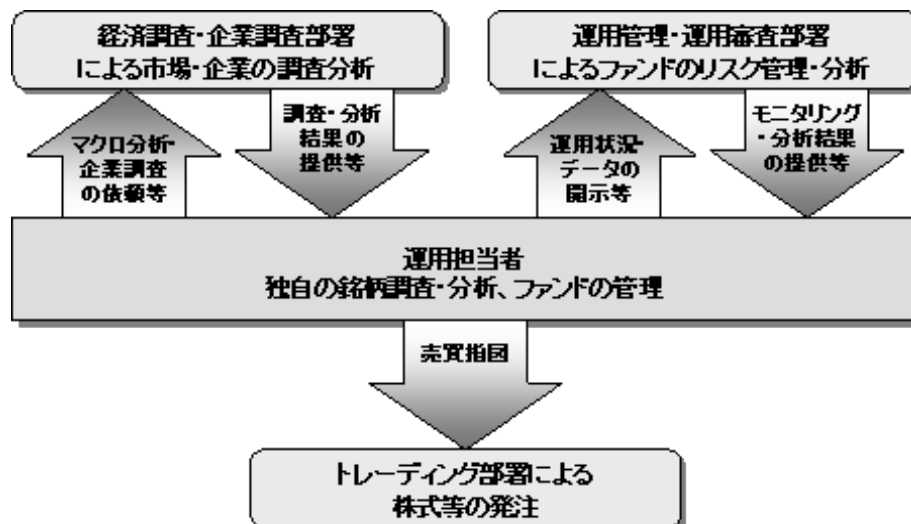 経済調査・企業調査部署
による市場・企業の調査分析
運用管理・運用審査部署
によるファンドのリスク管理・分析
マクロ分析・
企業調査
の依頼等
調査・分析
結果の
提供等
運用状況・
データの
開示等
モニタリング
・分析結果
の提供等
運用担当者
独自の銘柄調査・分析、ファンドの管理
売買指図
トレーディング部署による
株式等の発注